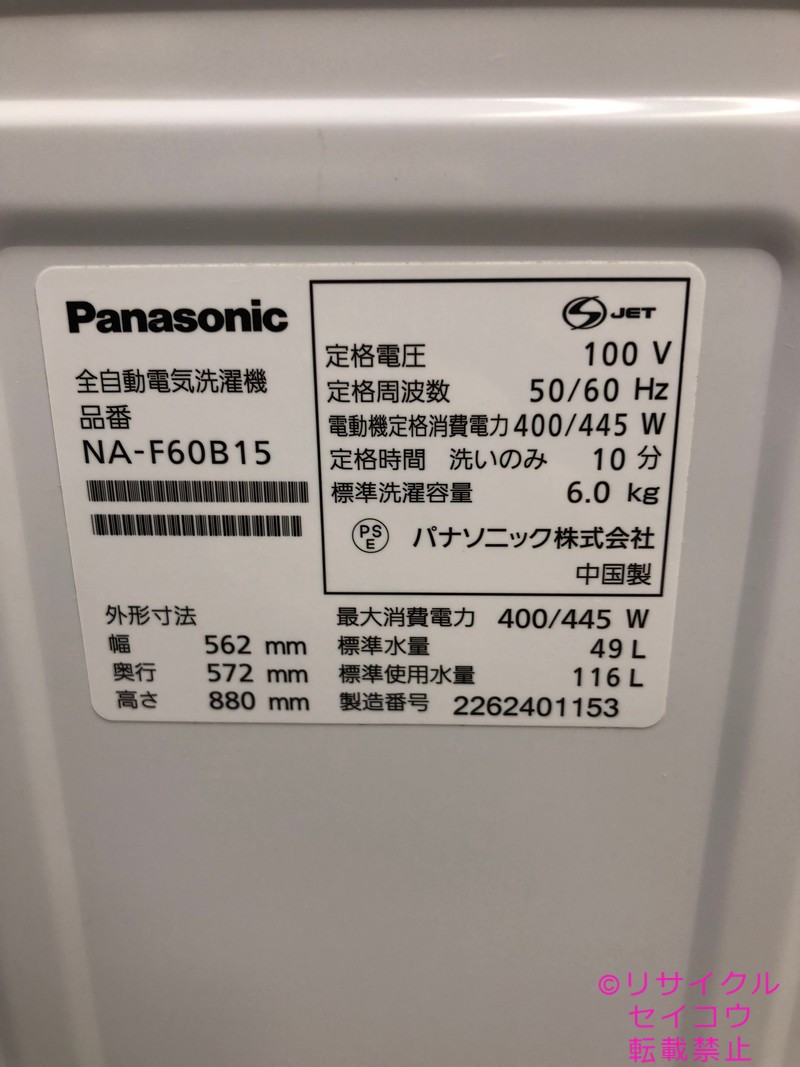 Panasonic
全自動電気洗濯機
品番
NA-F60B15
JET
定格電圧 100 V
定格周波数 50/60 Hz
電動機定格消費電力 400/445 W
定格時間 洗いのみ 10 分
標準洗濯容量 6.0 kg
PSE パナソニック株式会社
中国製
外形寸法
幅 562 mm
奥行 572 mm
高さ 880 mm
最大消費電力 400/445 W
標準水量 49 L
標準使用水量 116 L
製造番号 2262401153
©リサイクル
セイコウ
転載禁止